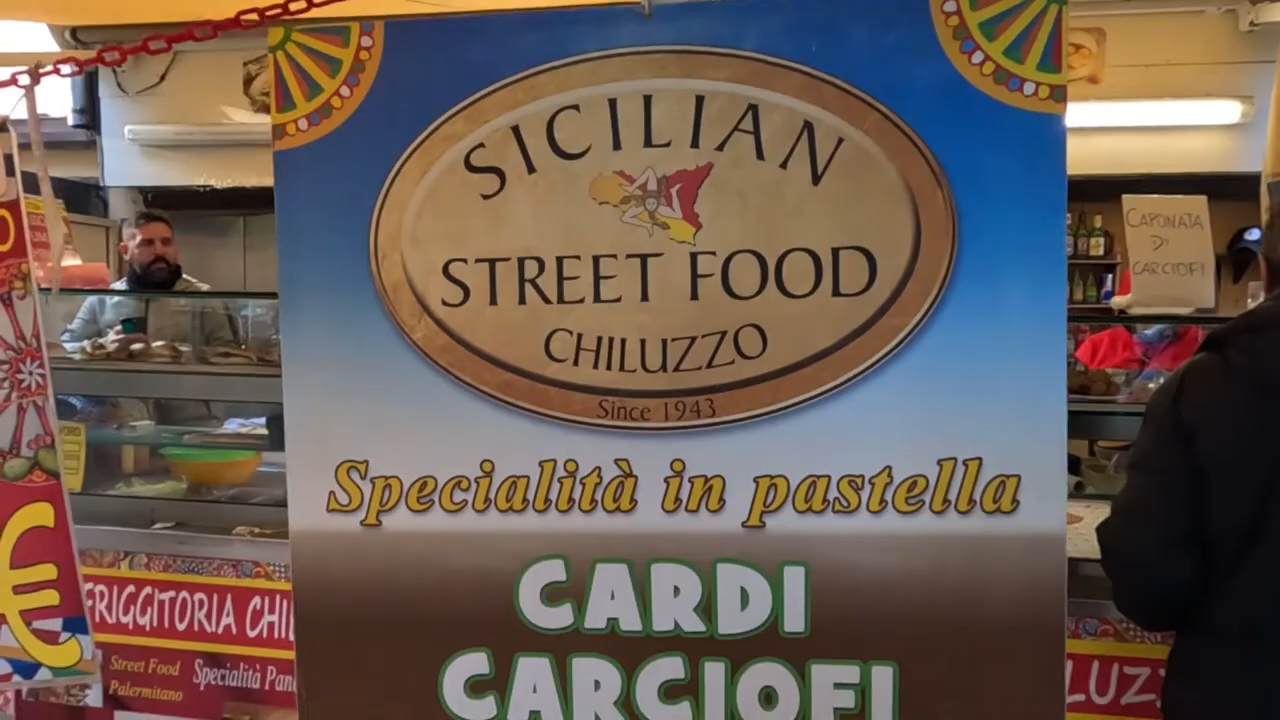 SICILIAN
STREET FOOD
CHILUZZO
Since 1943
Specialità in pastella
CARDI
CARCIOFI
CAPONATA
DI
CARCIOFI
€
FRIGGITORIA CHIL
Street Food
Palermitano
Specialità Pan
LUZ